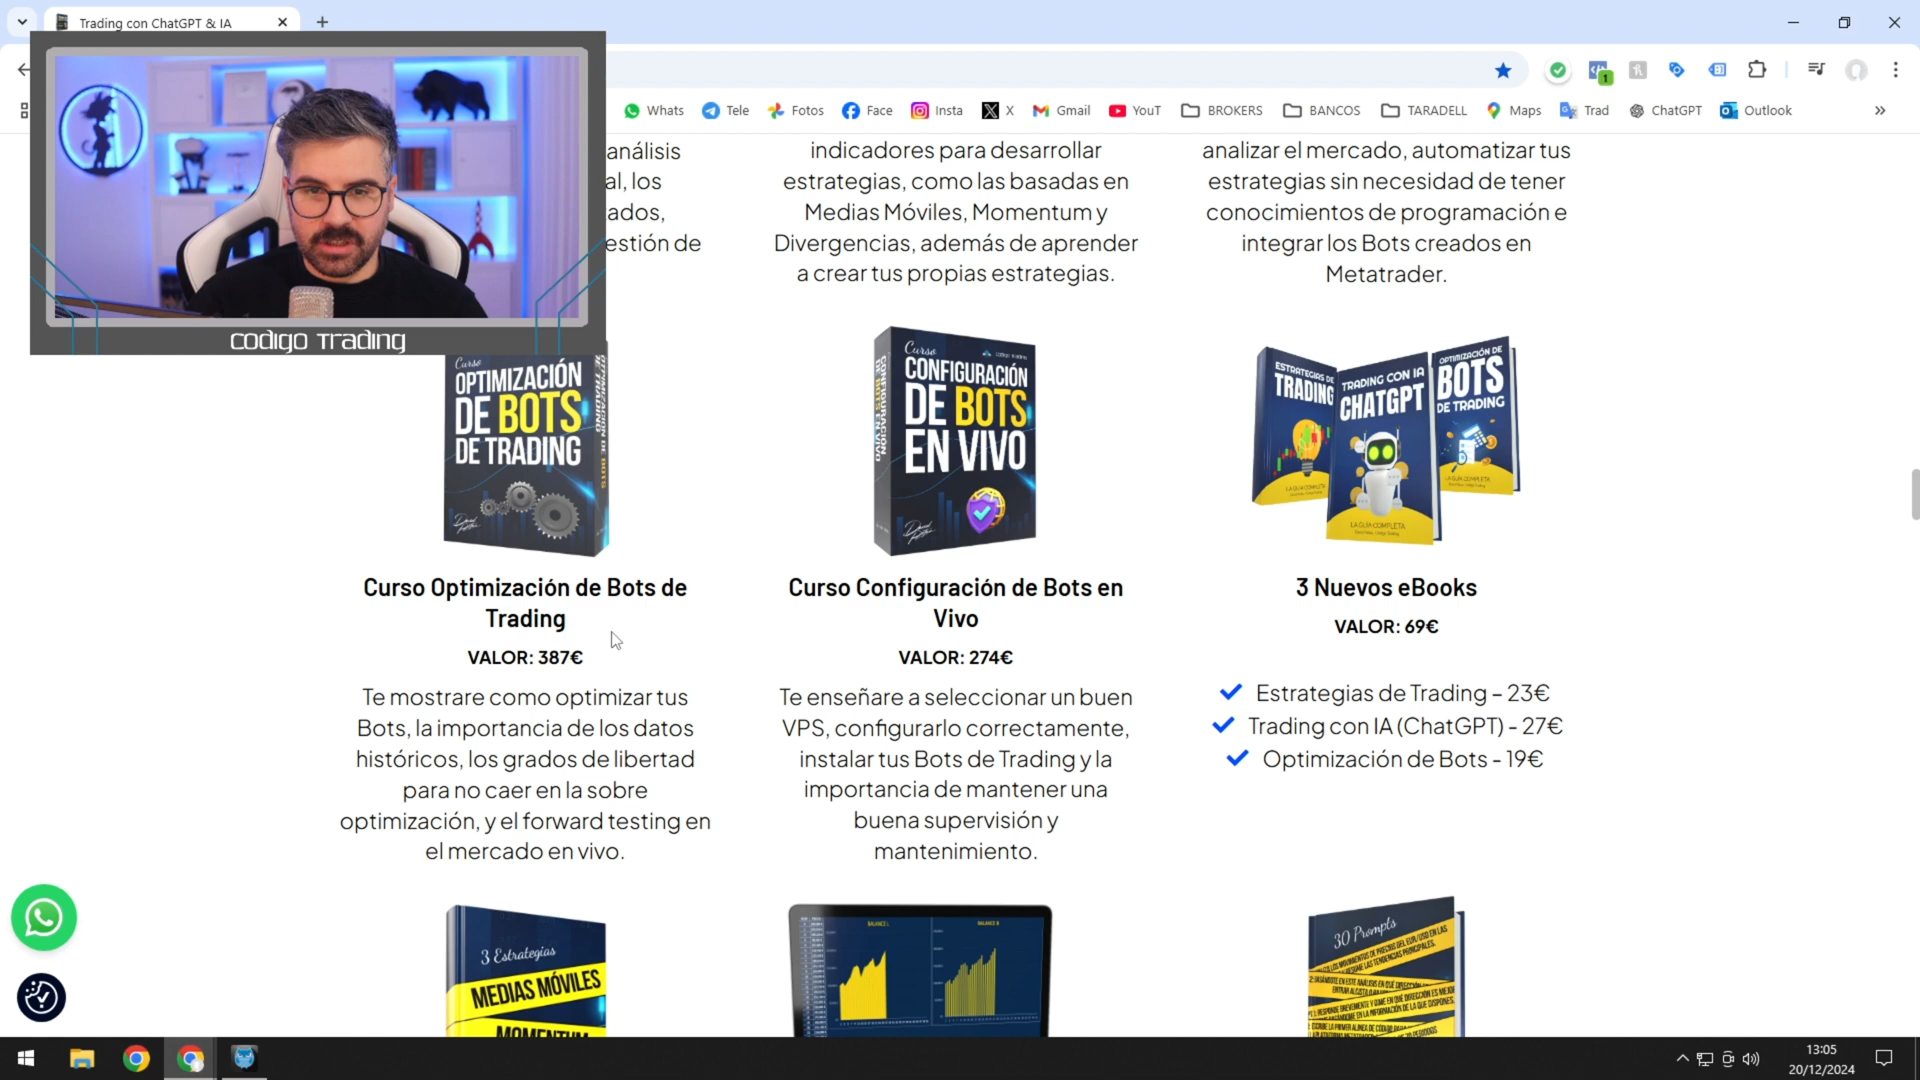 Trading con ChatGPT & IA
Whats
Tele
Fotos
Face
Insta
X
Gmail
YouT
BROKERS
BANCOS
TARADELL
Maps
Trad
ChatGPT
Outlook
1
CODIGO TRADING
análisis
al, los
ados,
estión de
indicadores para desarrollar
estrategias, como las basadas en
Medias Móviles, Momentum y
Divergencias, además de aprender
a crear tus propias estrategias.
analizar el mercado, automatizar tus
estrategias sin necesidad de tener
conocimientos de programación e
integrar los Bots creados en
Metatrader.
Curso
OPTIMIZACIÓN
DE BOTS
DE TRADING
Curso
CONFIGURACIÓN
DE BOTS
EN VIVO
ESTRATEGIAS DE
TRADING
TRADING CON IA
CHATGPT
LA GUÍA COMPLETA
OPTIMIZACIÓN DE
BOTS
DE TRADING
Curso Optimización de Bots de
Trading
VALOR: 387€
Te mostrare como optimizar tus
Bots, la importancia de los datos
históricos, los grados de libertad
para no caer en la sobre
optimización, y el forward testing en
el mercado en vivo.
Curso Configuración de Bots en
Vivo
VALOR: 274€
Te enseñare a seleccionar un buen
VPS, configurarlo correctamente,
instalar tus Bots de Trading y la
importancia de mantener una
buena supervisión y
mantenimiento.
3 Nuevos eBooks
VALOR: 69€
Estrategias de Trading – 23€
Trading con IA (ChatGPT) - 27€
Optimización de Bots - 19€
3 Estrategias
MEDIAS MÓVILES
MOMENTUM
30 Prompts
13:05
20/12/2024